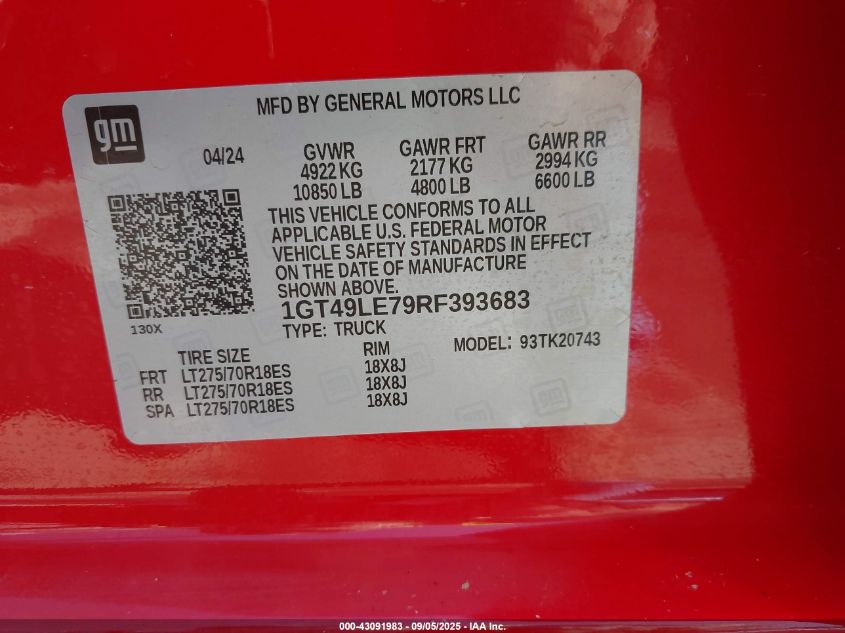 gm
MFD BY GENERAL MOTORS LLC
04/24 GVWR GAWR FRT GAWR RR
4922 KG 2177 KG 2994 KG
10850 LB 4800 LB 6600 LB
THIS VEHICLE CONFORMS TO ALL
APPLICABLE U.S. FEDERAL MOTOR
VEHICLE SAFETY STANDARDS IN EFFECT
ON THE DATE OF MANUFACTURE
SHOWN ABOVE.
1GT49LE79RF393683
130X
TYPE: TRUCK
MODEL: 93TK20743
TIRE SIZE RIM
FRT LT275/70R18ES 18X8J
RR LT275/70R18ES 18X8J
SPA LT275/70R18ES 18X8J
000-43091983 - 09/05/2025 - IAA Inc.